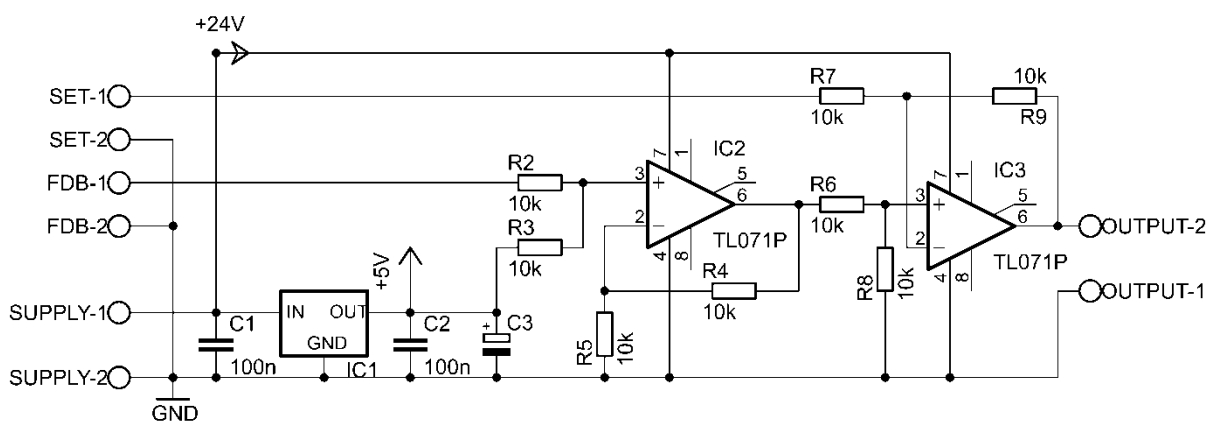 +24V
SET-1
R7
10k
10k
R9
SET-2
7
1
IC2
7
1
IC3
FDB-1
R2
10k
3
+
5
6
R6
10k
3
+
5
6
FDB-2
R3
10k
2
-
TL071P
2
-
TL071P
OUTPUT-2
4
8
4
8
R4
10k
R8
10k
OUTPUT-1
+5V
SUPPLY-1
C1
100n
IN
OUT
GND
IC1
C2
100n
+
C3
R5
10k
SUPPLY-2
GND